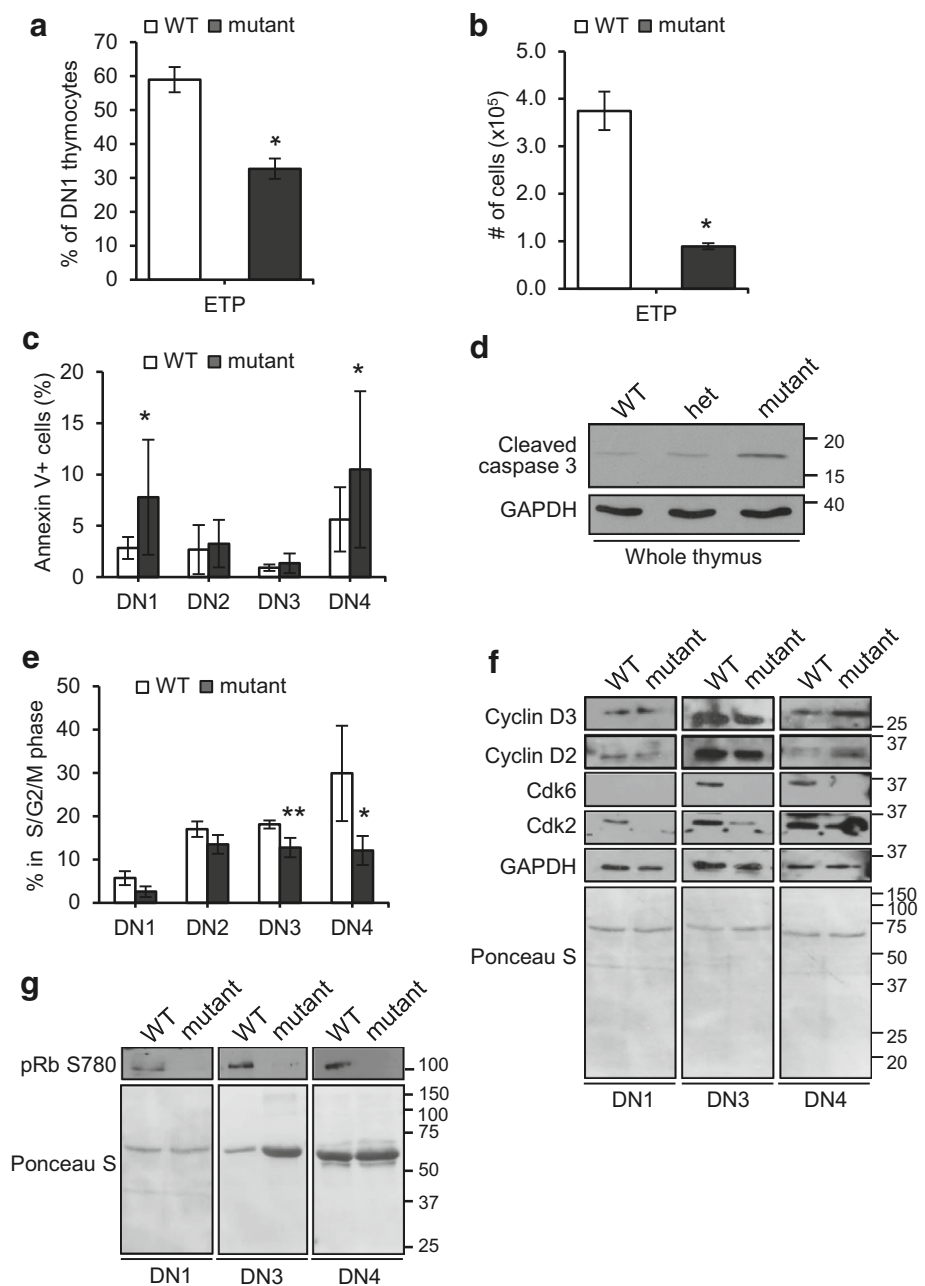 a
WT mutant
% of DN1 thymocytes
70
60
50
40
30
20
10
0
*
ETP
b
WT mutant
# of cells (x10⁵)
5.0
4.0
3.0
2.0
1.0
0.0
*
ETP
c
WT mutant
Annexin V+ cells (%)
20
15
10
5
0
* *
DN1 DN2 DN3 DN4
d
WT het mutant
Cleaved
caspase 3
20
15
GAPDH
40
Whole thymus
e
WT mutant
% in S/G2/M phase
50
40
30
20
10
0
** *
DN1 DN2 DN3 DN4
f
WT mutant WT mutant WT mutant
Cyclin D3
25
Cyclin D2
37
Cdk6
37
Cdk2
37
GAPDH
37
Ponceau S
150
100
75
50
37
25
20
DN1 DN3 DN4
g
WT mutant WT mutant WT mutant
pRb S780
100
Ponceau S
150
100
75
50
37
25
DN1 DN3 DN4